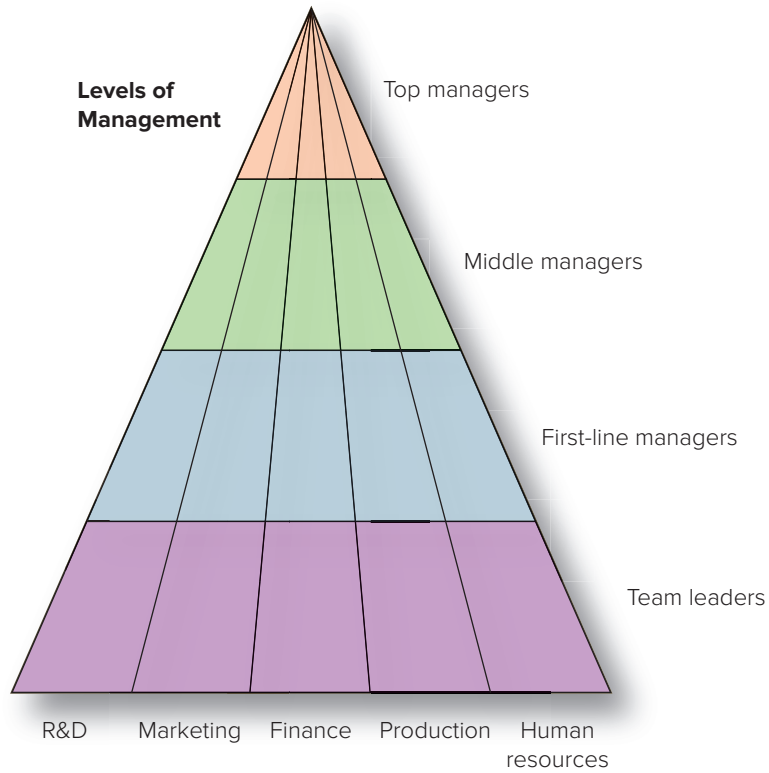 Levels of
Management
Top managers
Middle managers
First-line managers
Team leaders
R&D
Marketing
Finance
Production
Human
resources